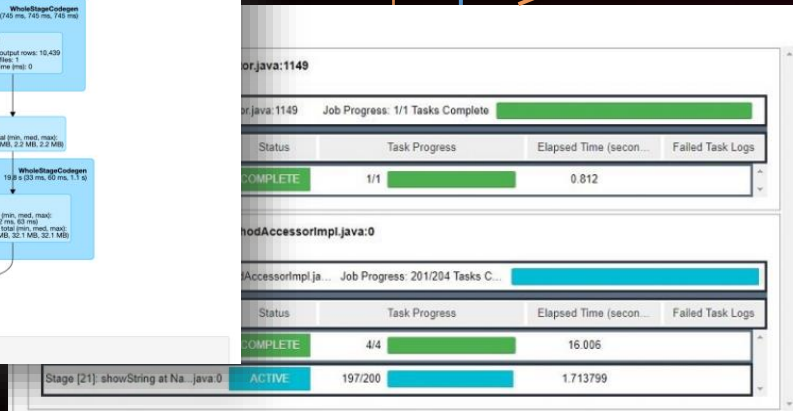 WholeStageCodegen
(745 ms, 745 ms, 745 ms)
output rows: 10,439
files: 1
me (ms): 0
al (min, med, max):
MB, 2.2 MB, 2.2 MB)
WholeStageCodegen
19.8 s (33 ms, 60 ms, 1.1 s)
(min, med, max):
ms, 63 ms)
total (min, med, max):
MB, 32.1 MB, 32.1 MB)
or.java:1149
or.java:1149 Job Progress: 1/1 Tasks Complete
Status Task Progress Elapsed Time (secon... Failed Task Logs
COMPLETE 1/1 0.812
hodAccessorImpl.java:0
dAccessorImpl.ja... Job Progress: 201/204 Tasks C...
Status Task Progress Elapsed Time (secon... Failed Task Logs
COMPLETE 4/4 16.006
Stage [21]: showString at Na...java:0 ACTIVE 197/200 1.713799